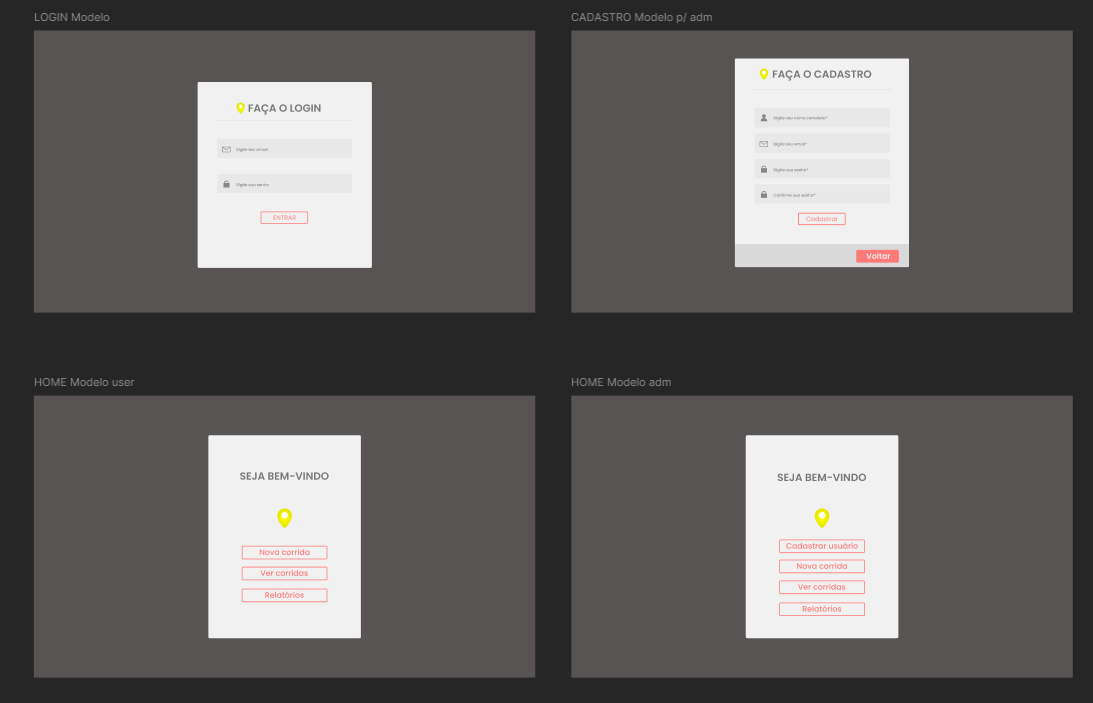 LOGIN Modelo
FAÇA O LOGIN
Digite seu email
Digite sua senha
ENTRAR
CADASTRO Modelo p/ adm
FAÇA O CADASTRO
Digite seu nome completo*
Digite seu email*
Digite sua senha*
Confirme sua senha*
Cadastrar
Voltar
HOME Modelo user
SEJA BEM-VINDO
Nova corrida
Ver corridas
Relatórios
HOME Modelo adm
SEJA BEM-VINDO
Cadastrar usuário
Nova corrida
Ver corridas
Relatórios